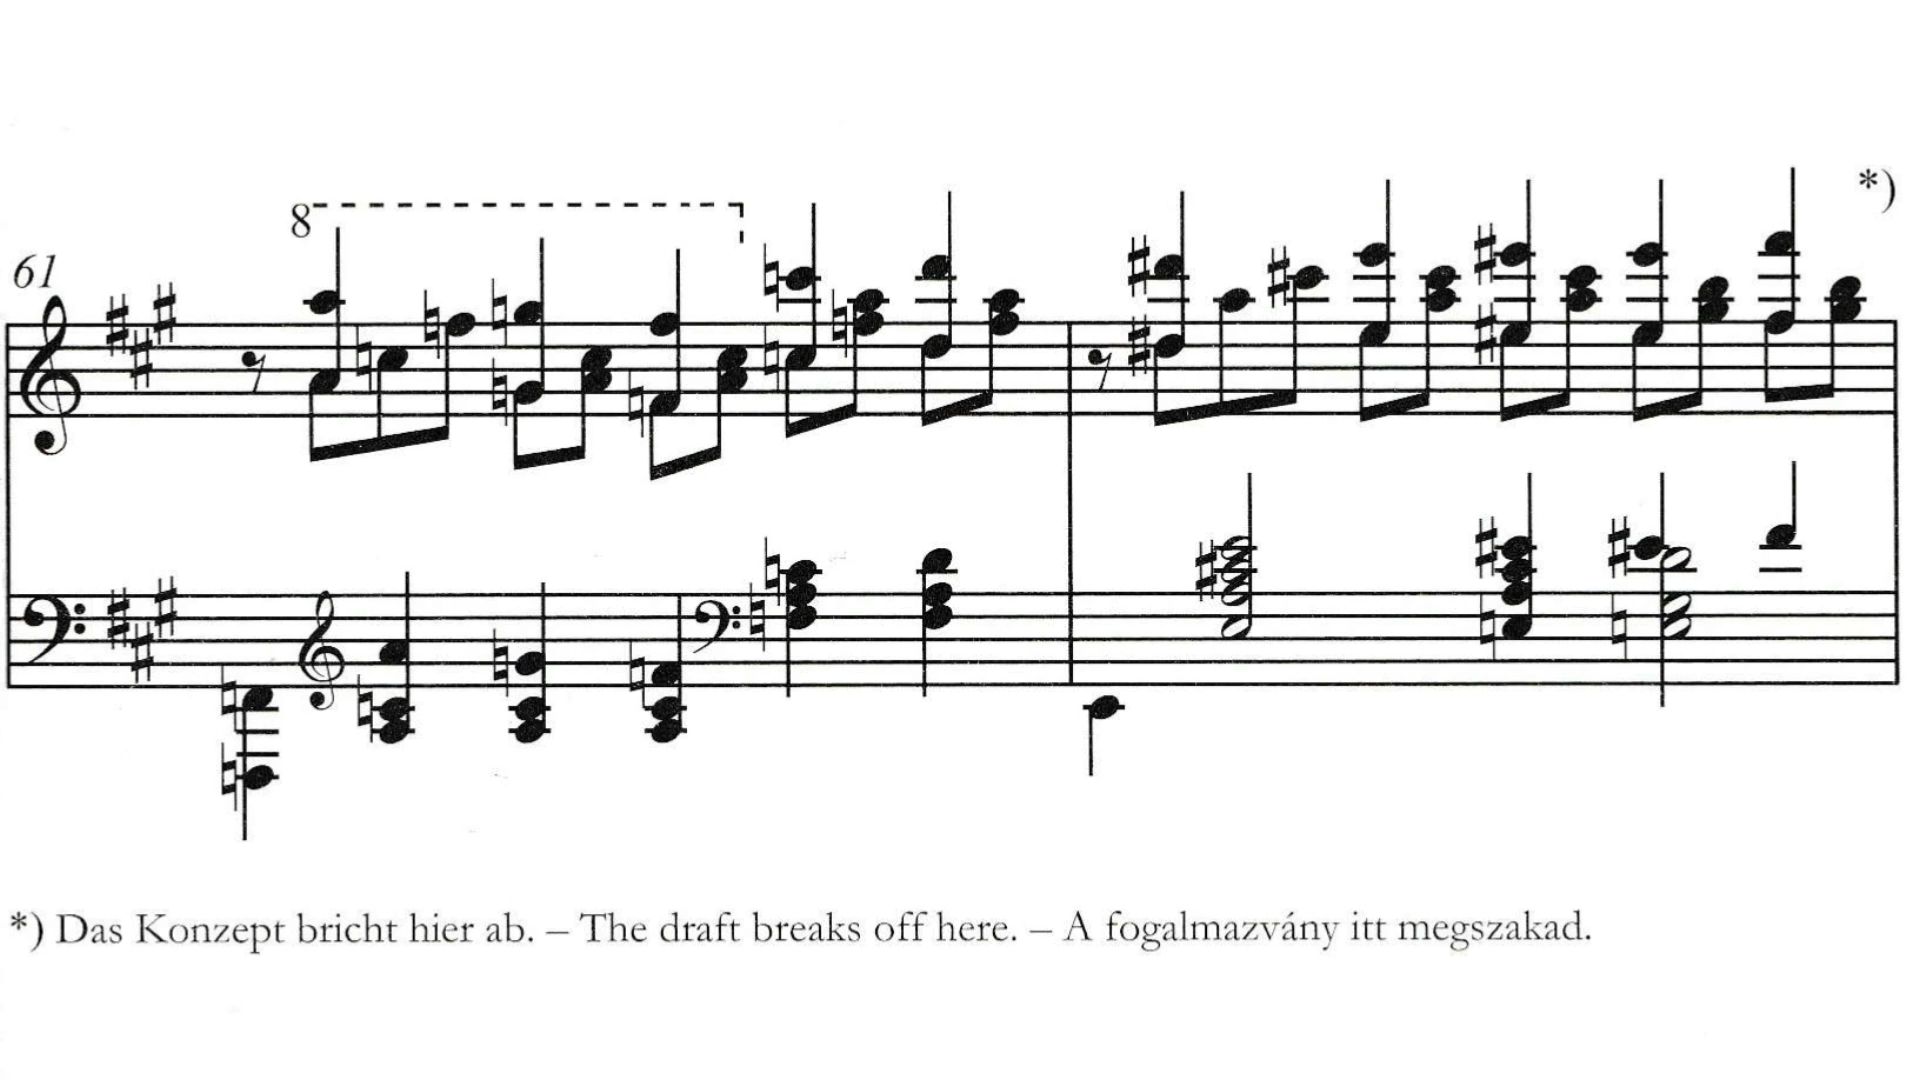 8
*)
61
*) Das Konzept bricht hier ab. – The draft breaks off here. – A fogalmazvány itt megszakad.